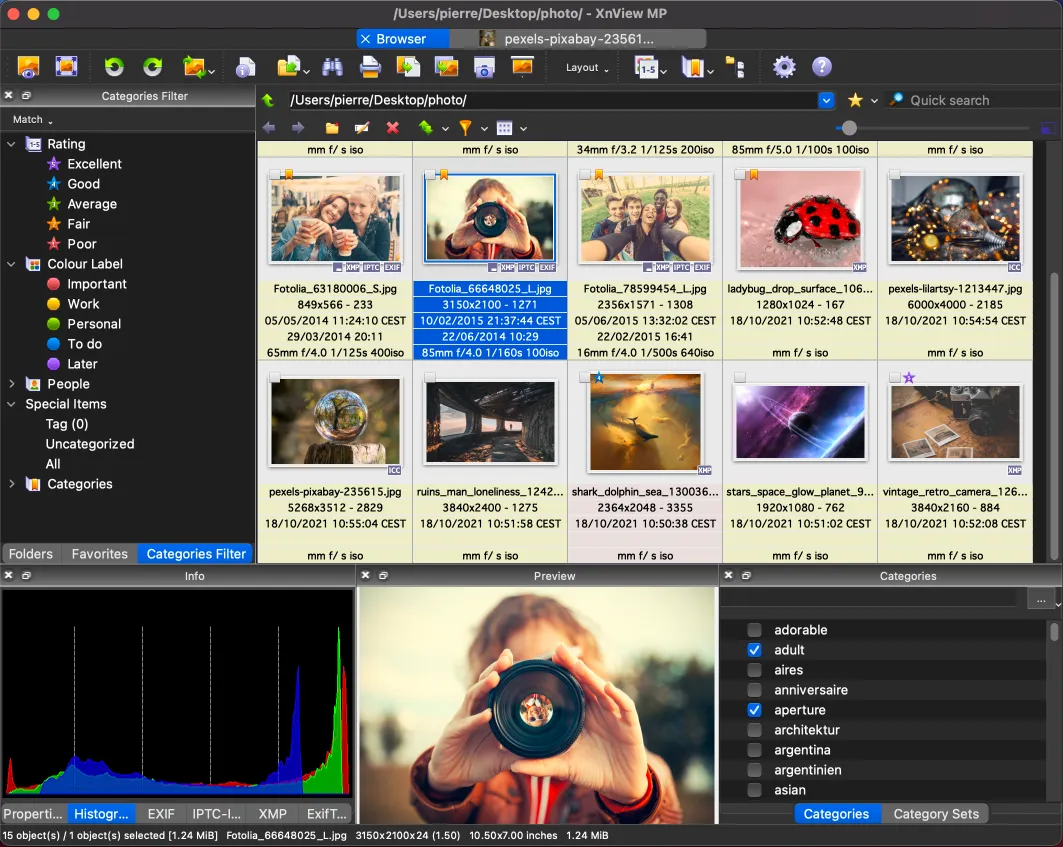 /Users/pierre/Desktop/photo/ - XnView MP
Browser
pexels-pixabay-23561...
Layout
1-5
Categories Filter
/Users/pierre/Desktop/photo/
Quick search
Match
Rating
Excellent
Good
Average
Fair
Poor
Colour Label
Important
Work
Personal
To do
Later
People
Special Items
Tag (0)
Uncategorized
All
Categories
Folders Favorites Categories Filter
mm f/ s iso
mm f/ s iso
34mm f/3.2 1/125s 200iso
85mm f/5.0 1/100s 100iso
mm f/ s iso
XMP IPTC EXIF
Fotolia_63180006_S.jpg
849x566 - 233
05/05/2014 11:24:10 CEST
29/03/2014 20:11
65mm f/4.0 1/125s 400iso
XMP IPTC EXIF
Fotolia_66648025_L.jpg
3150x2100 - 1271
10/02/2015 21:37:44 CEST
22/06/2014 10:29
85mm f/4.0 1/160s 100iso
XMP IPTC EXIF
Fotolia_78599454_L.jpg
2356x1571 - 1308
05/06/2015 13:32:02 CEST
22/02/2015 16:41
16mm f/4.0 1/500s 640iso
XMP
ladybug_drop_surface_106...
1280x1024 - 167
18/10/2021 10:52:48 CEST
mm f/ s iso
ICC
pexels-lilartsy-1213447.jpg
6000x4000 - 2185
18/10/2021 10:54:54 CEST
mm f/ s iso
ICC
pexels-pixabay-235615.jpg
5268x3512 - 2829
18/10/2021 10:55:04 CEST
mm f/ s iso
ruins_man_loneliness_1242...
3840x2400 - 1275
18/10/2021 10:51:58 CEST
mm f/ s iso
XMP
shark_dolphin_sea_130036...
2364x2048 - 3355
18/10/2021 10:50:38 CEST
mm f/ s iso
stars_space_glow_planet_9...
1920x1080 - 762
18/10/2021 10:51:02 CEST
mm f/ s iso
XMP
vintage_retro_camera_126...
3840x2160 - 884
18/10/2021 10:52:08 CEST
mm f/ s iso
Info
Properti... Histogr... EXIF IPTC-I... XMP ExifT...
Preview
Categories
...
adorable
adult
aires
anniversaire
aperture
architektur
argentina
argentinien
asian
Categories Category Sets
15 object(s) / 1 object(s) selected [1.24 MiB] Fotolia_66648025_L.jpg 3150x2100x24 (1.50) 10.50x7.00 inches 1.24 MiB